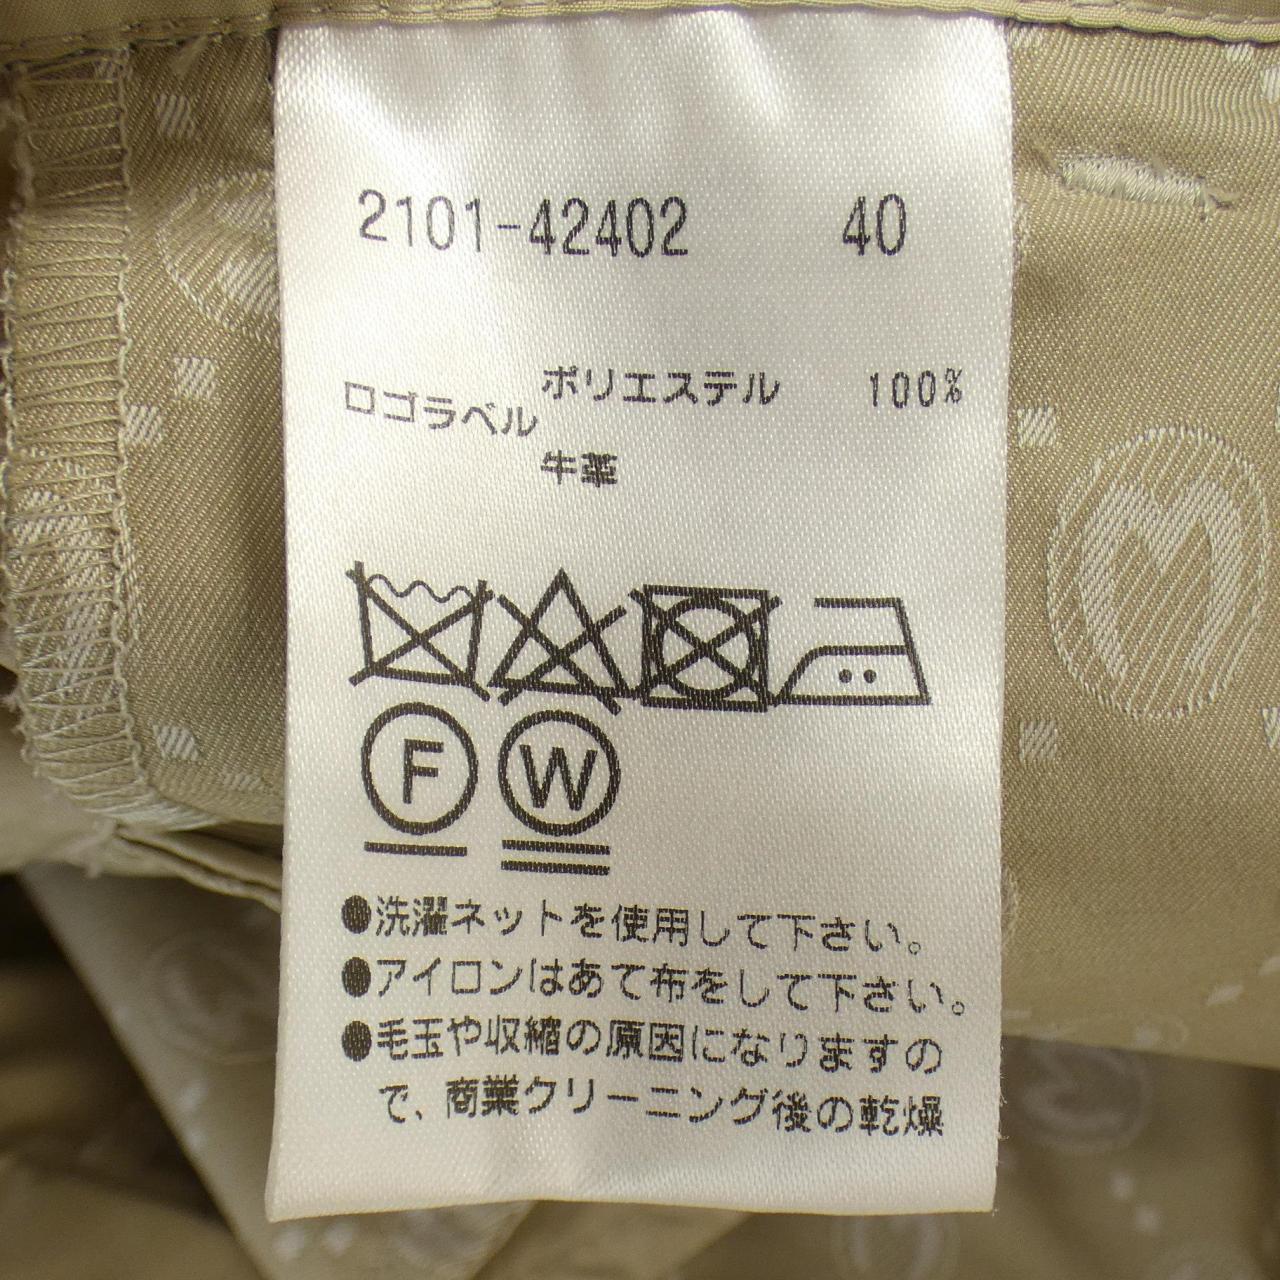 2101-42402 40
ポリエステル 100%
ロゴラベル
牛革
F W
●洗濯ネットを使用して下さい。
●アイロンはあて布をして下さい。
●毛玉や収縮の原因になりますの
で、商業クリーニング後の乾燥
M